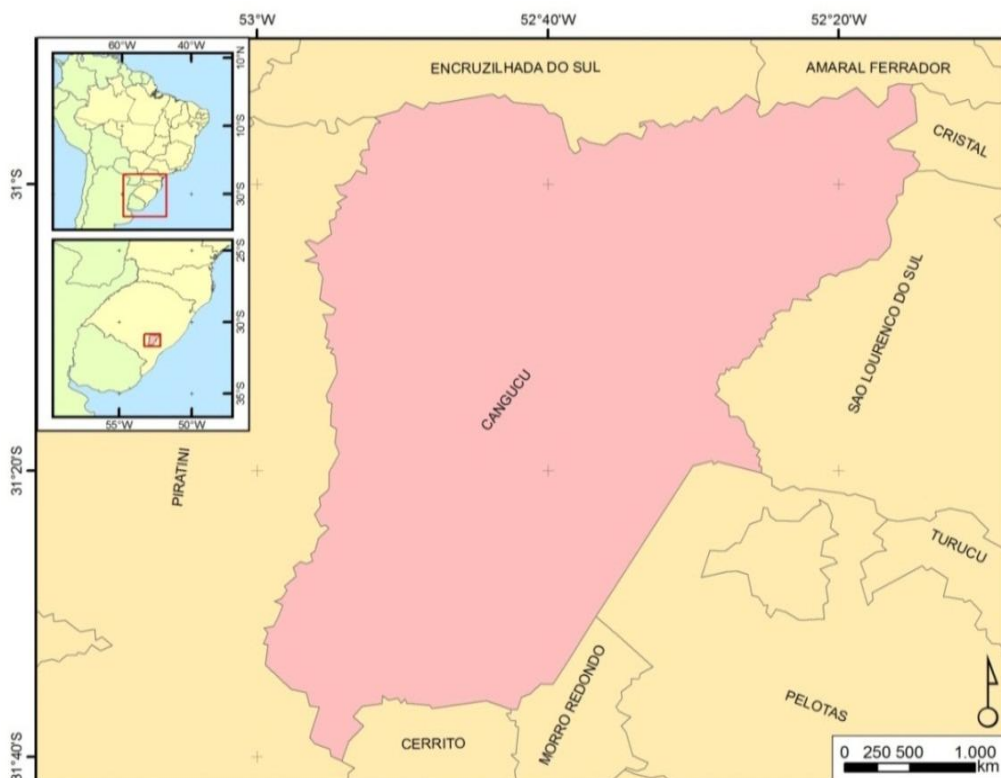 53°W
52°40'W
52°20'W
60°W
40°W
10°N
10°S
30°S
25°S
30°S
35°S
55°W
50°W
31°S
31°20'S
31°40'S
ENCRUZILHADA DO SUL
AMARAL FERRADOR
CRISTAL
SAO LOURENCO DO SUL
CANGUCU
PIRATINI
TURUCU
MORRO REDONDO
PELOTAS
CERRITO
0 250 500 1.000
km